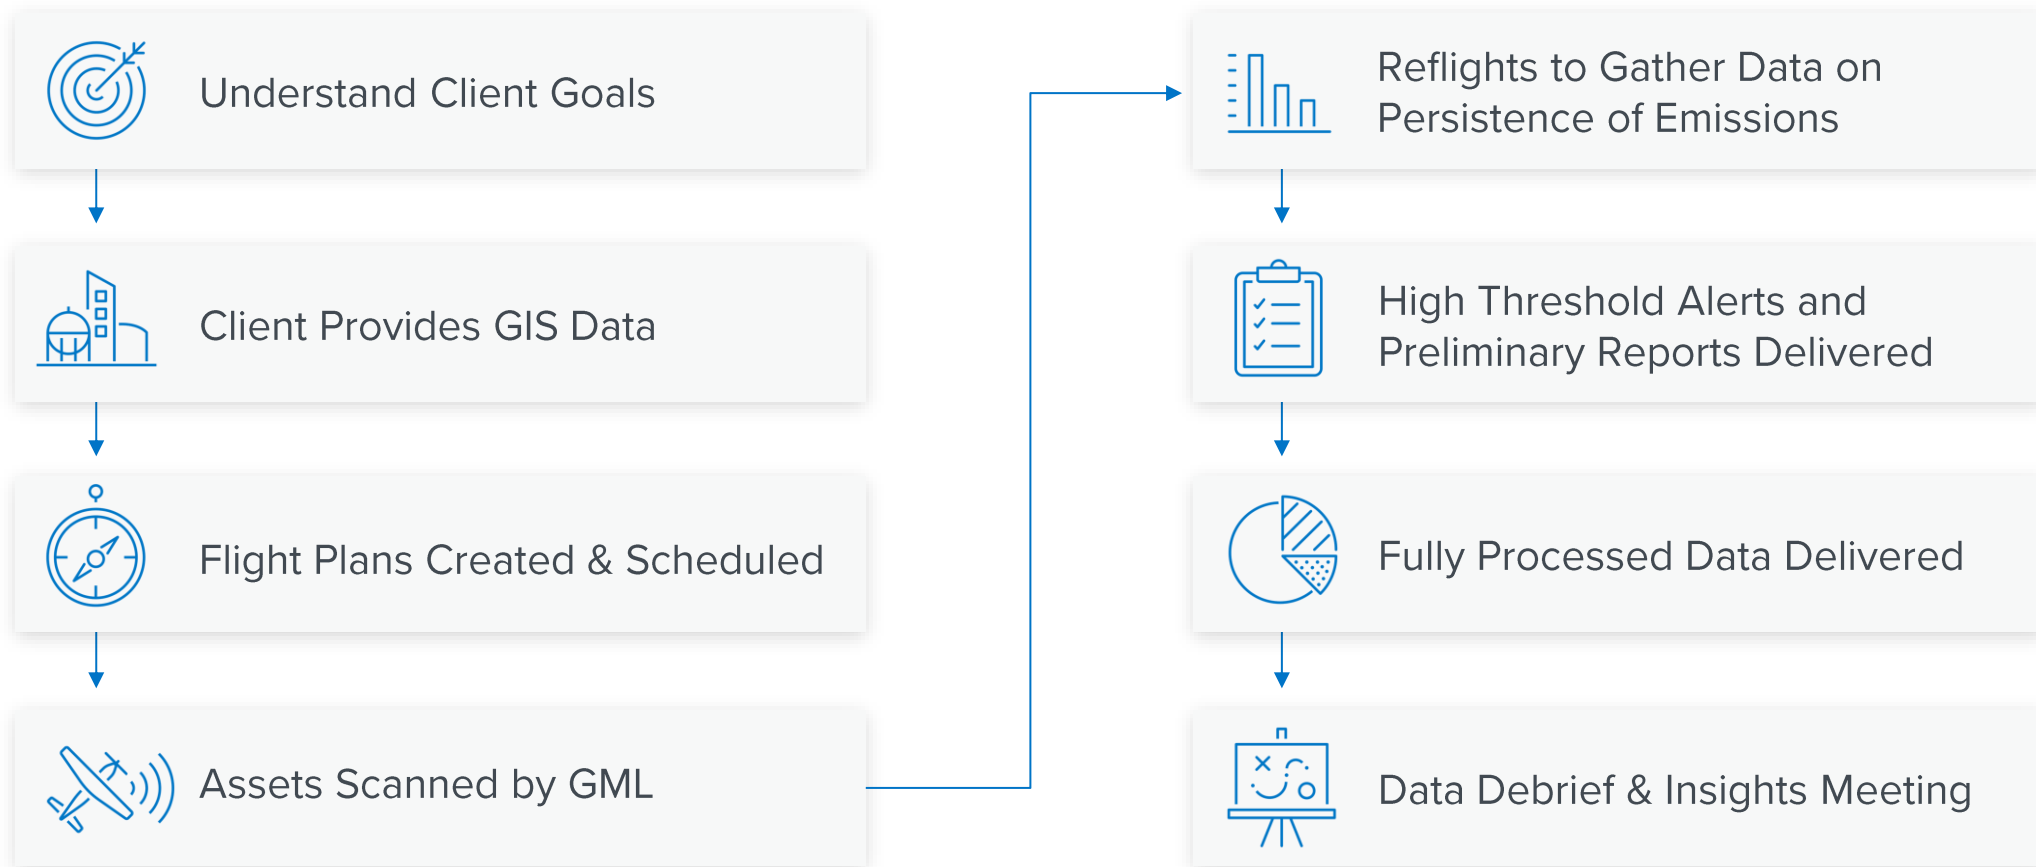 Understand Client Goals
Client Provides GIS Data
Flight Plans Created & Scheduled
Assets Scanned by GML
Reflights to Gather Data on
Persistence of Emissions
High Threshold Alerts and
Preliminary Reports Delivered
Fully Processed Data Delivered
Data Debrief & Insights Meeting